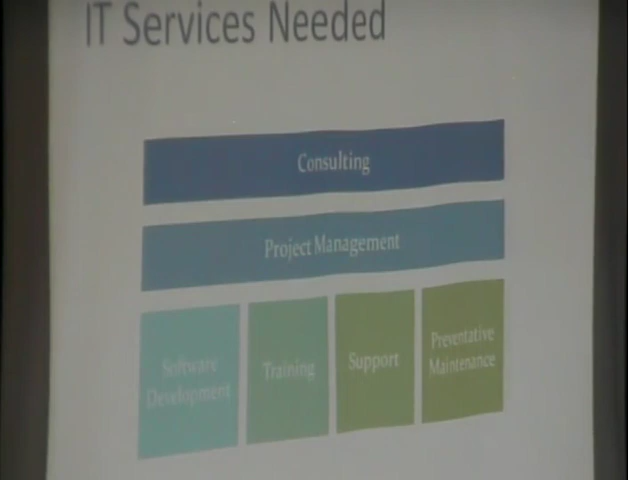 IT Services Needed
Consulting
Project Management
Software
Development
Training
Support
Preventative
Maintenance